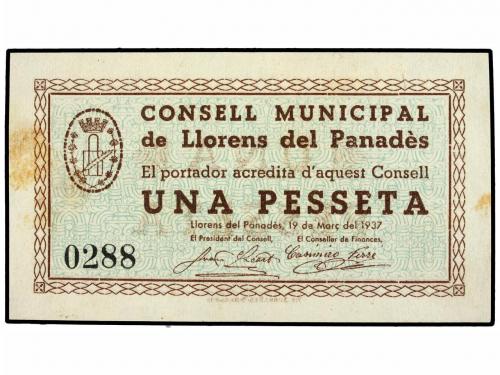 CONSELL MUNICIPAL
de Llorens del Panadès
El portador acredita d'aquest Consell
UNA PESSETA
Llorens del Panadès, 19 de Març del 1937
El President del Consell, El Conseller de Finances,
0288